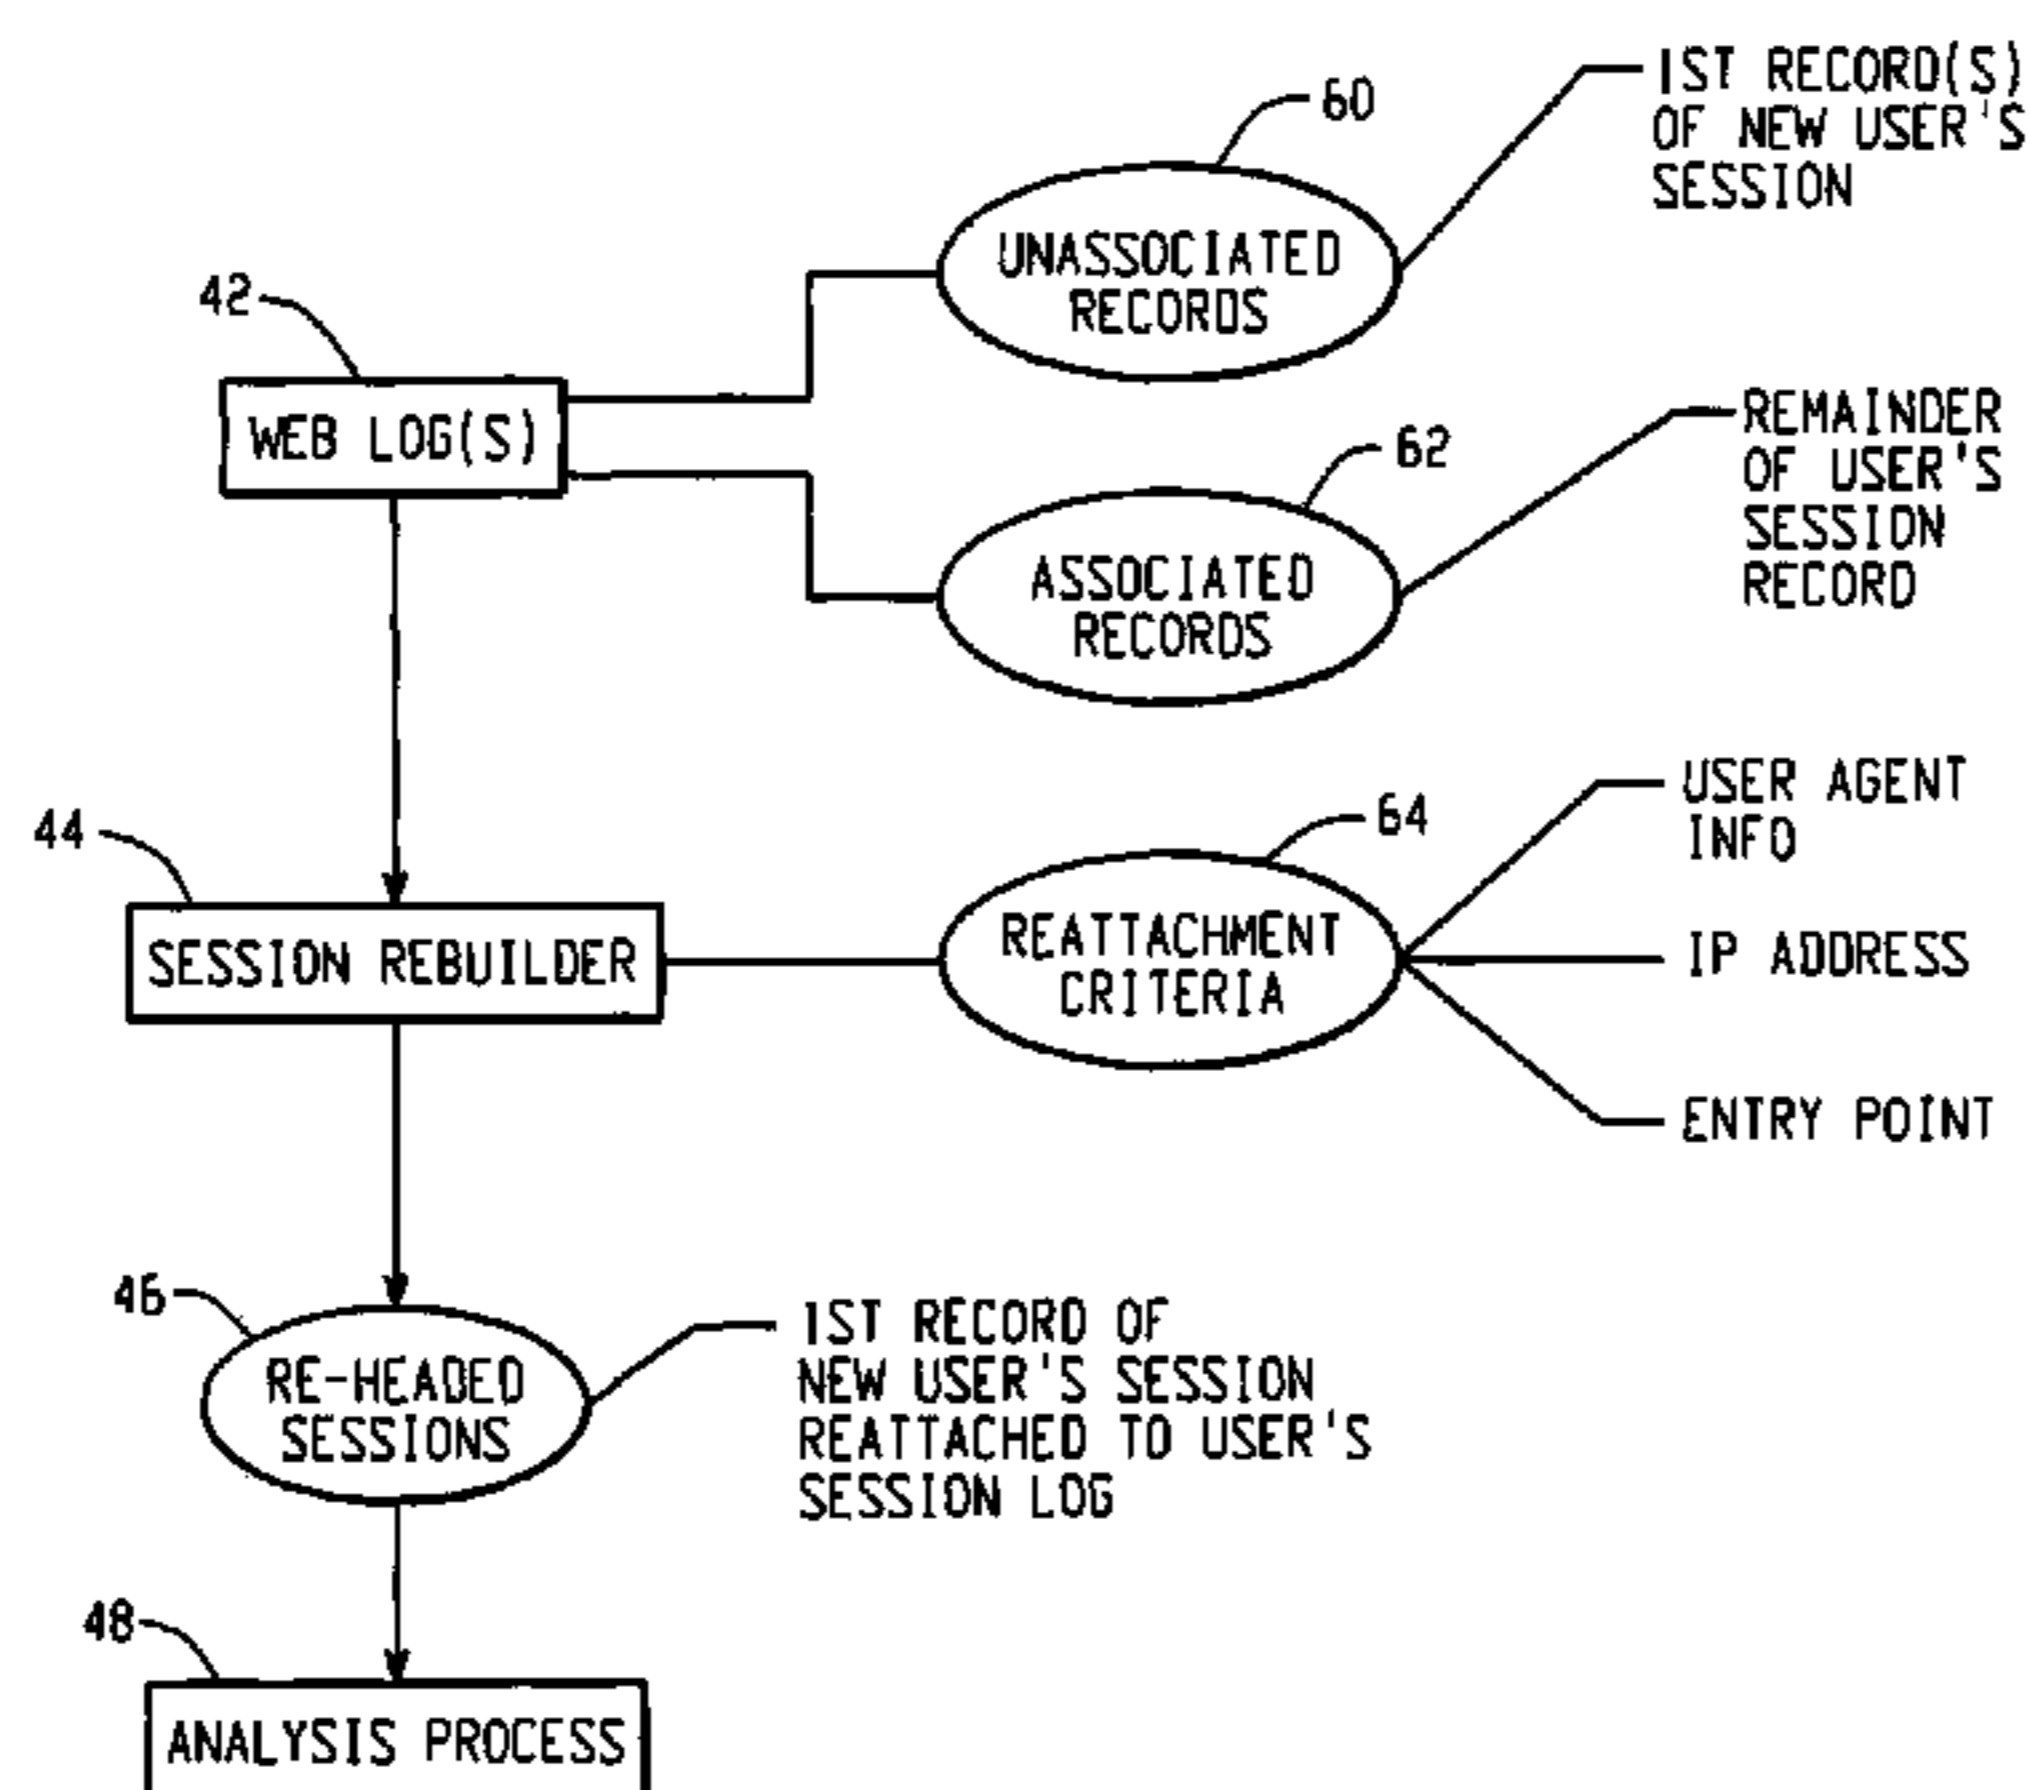 60
1ST RECORD(S)
OF NEW USER'S
SESSION
UNASSOCIATED
RECORDS
42
WEB LOG(S)
62
REMAINDER
OF USER'S
SESSION
RECORD
ASSOCIATED
RECORDS
44
SESSION REBUILDER
64
REATTACHMENT
CRITERIA
USER AGENT
INFO
IP ADDRESS
ENTRY POINT
46
RE-HEADED
SESSIONS
1ST RECORD OF
NEW USER'S SESSION
REATTACHED TO USER'S
SESSION LOG
48
ANALYSIS PROCESS